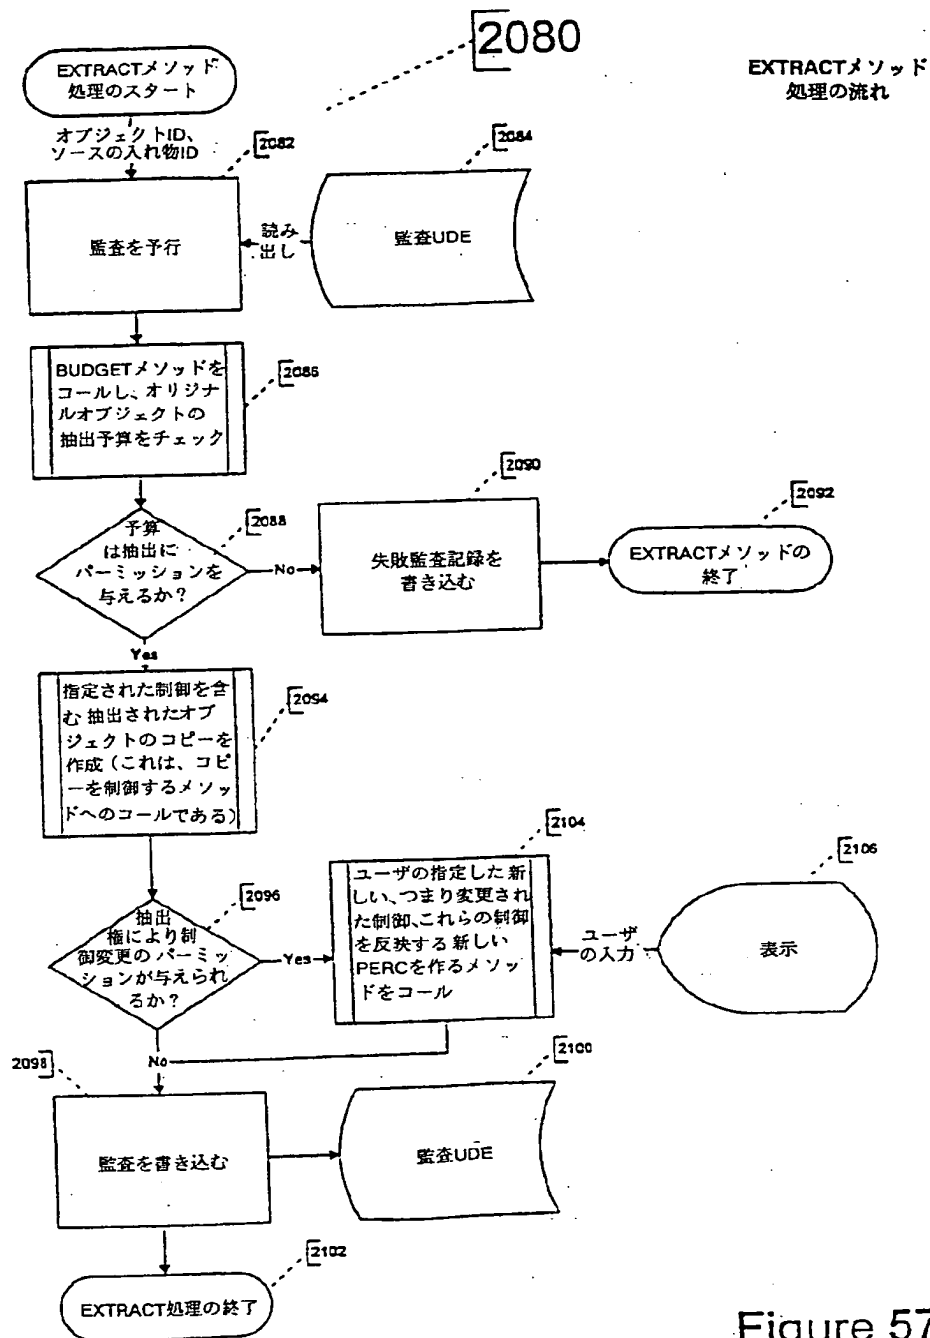 2080
EXTRACTメソッド
処理の流れ
EXTRACTメソッド
処理のスタート
オブジェクトID、
ソースの入れ物ID
2082
2084
監査を予行
読み
出し
監査UDE
2086
BUDGETメソッドを
コールし、オリジナ
ルオブジェクトの
抽出予算をチェック
2088
予算
は抽出に
パーミッションを
与えるか?
No
2090
失敗監査記録を
書き込む
2092
EXTRACTメソッドの
終了
Yes
2094
指定された制御を含
む 抽出されたオブ
ジェクトのコピーを
作成(これは、コピ
ーを制御するメソッ
ドへのコールである)
2096
抽出
権により制
御変更の パーミッ
ションが与えられ
るか?
Yes
2104
ユーザの指定した 新
しい、つまり変更され
た制御、これらの制御
を反映する 新しい
PERCを作るメソッ
ドをコール
ユーザ
の入力
2106
表示
No
2098
監査を書き込む
2100
監査UDE
2102
EXTRACT処理の終了
Figure 57